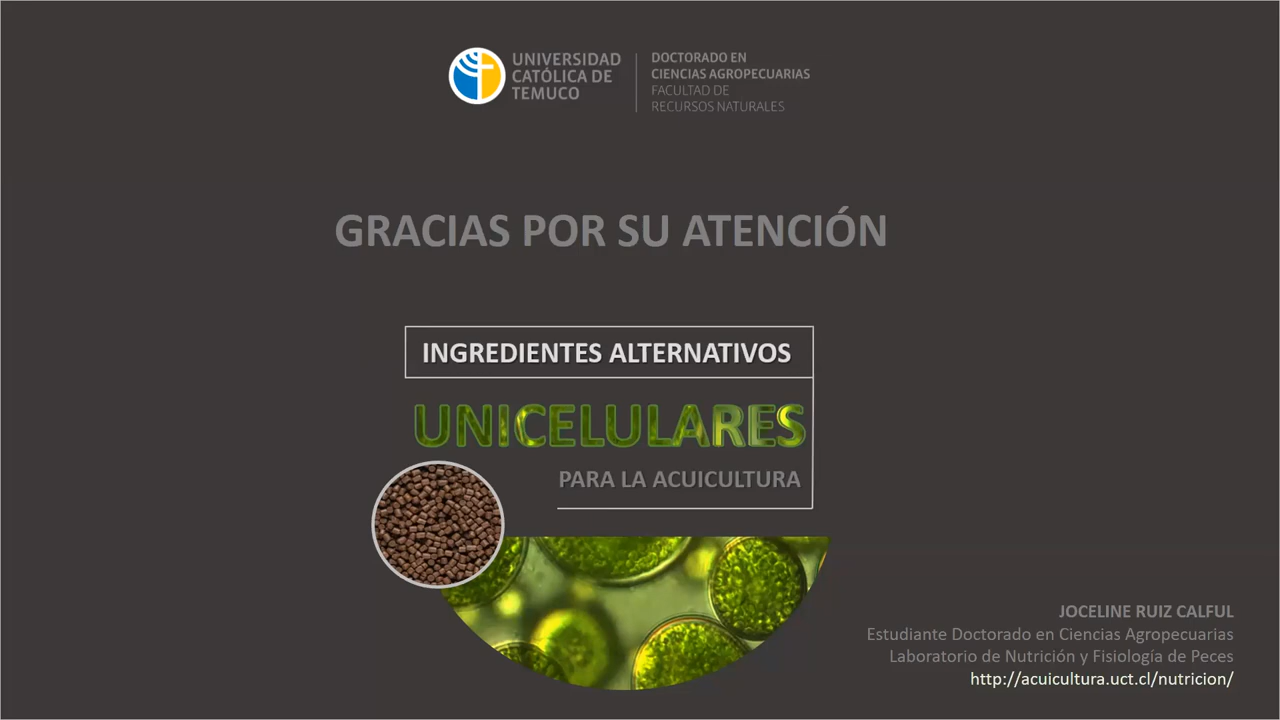 UNIVERSIDAD
CATÓLICA DE
TEMUCO
DOCTORADO EN
CIENCIAS AGROPECUARIAS
FACULTAD DE
RECURSOS NATURALES
GRACIAS POR SU ATENCIÓN
INGREDIENTES ALTERNATIVOS
UNICELULARES
PARA LA ACUICULTURA
JOCELINE RUIZ CALFUL
Estudiante Doctorado en Ciencias Agropecuarias
Laboratorio de Nutrición y Fisiología de Peces
http://acuicultura.uct.cl/nutricion/